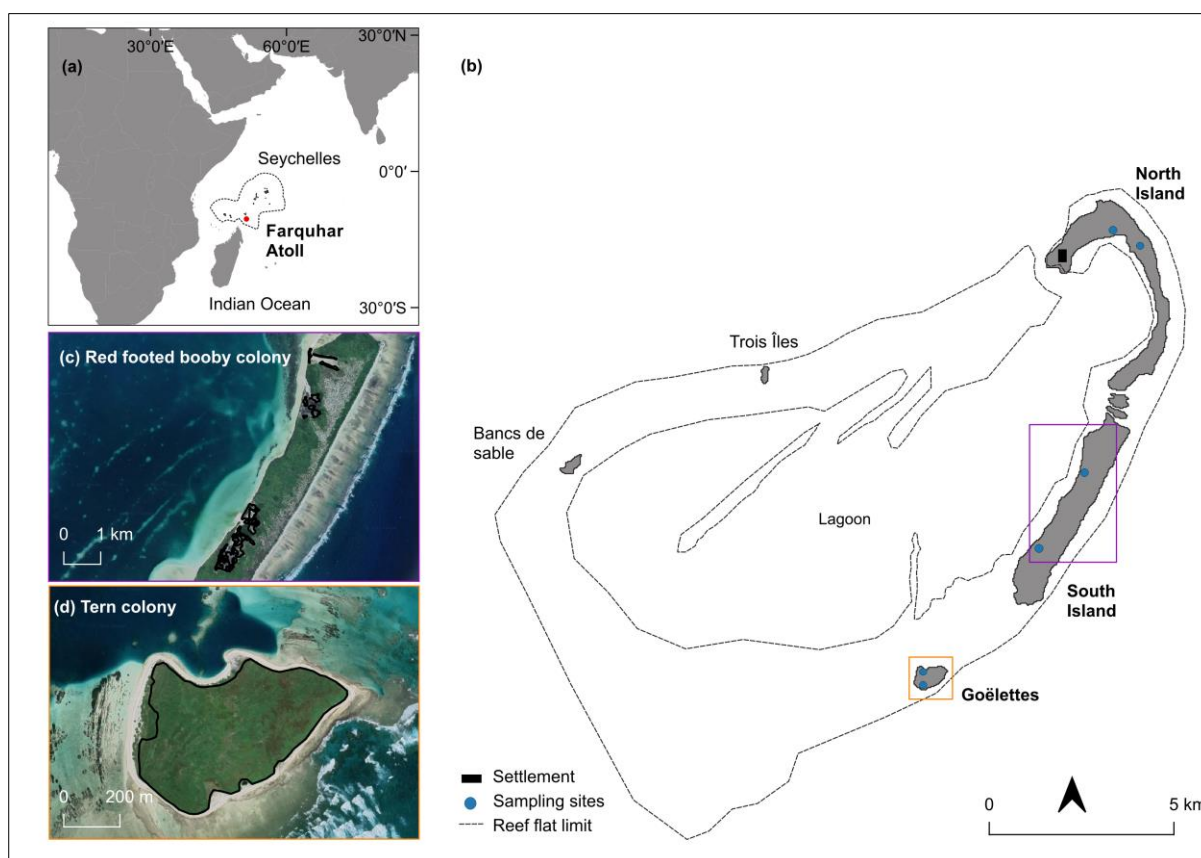 30°0′E
60°0′E
30°0′N
(a)
Seychelles
0°0′
Farquhar
Atoll
Indian Ocean
30°0′S
(c) Red footed booby colony
0
1 km
(d) Tern colony
0
200 m
(b)
North
Island
Trois Îles
Bancs de
sable
Lagoon
South
Island
Goëlettes
Settlement
Sampling sites
Reef flat limit
0
5 km